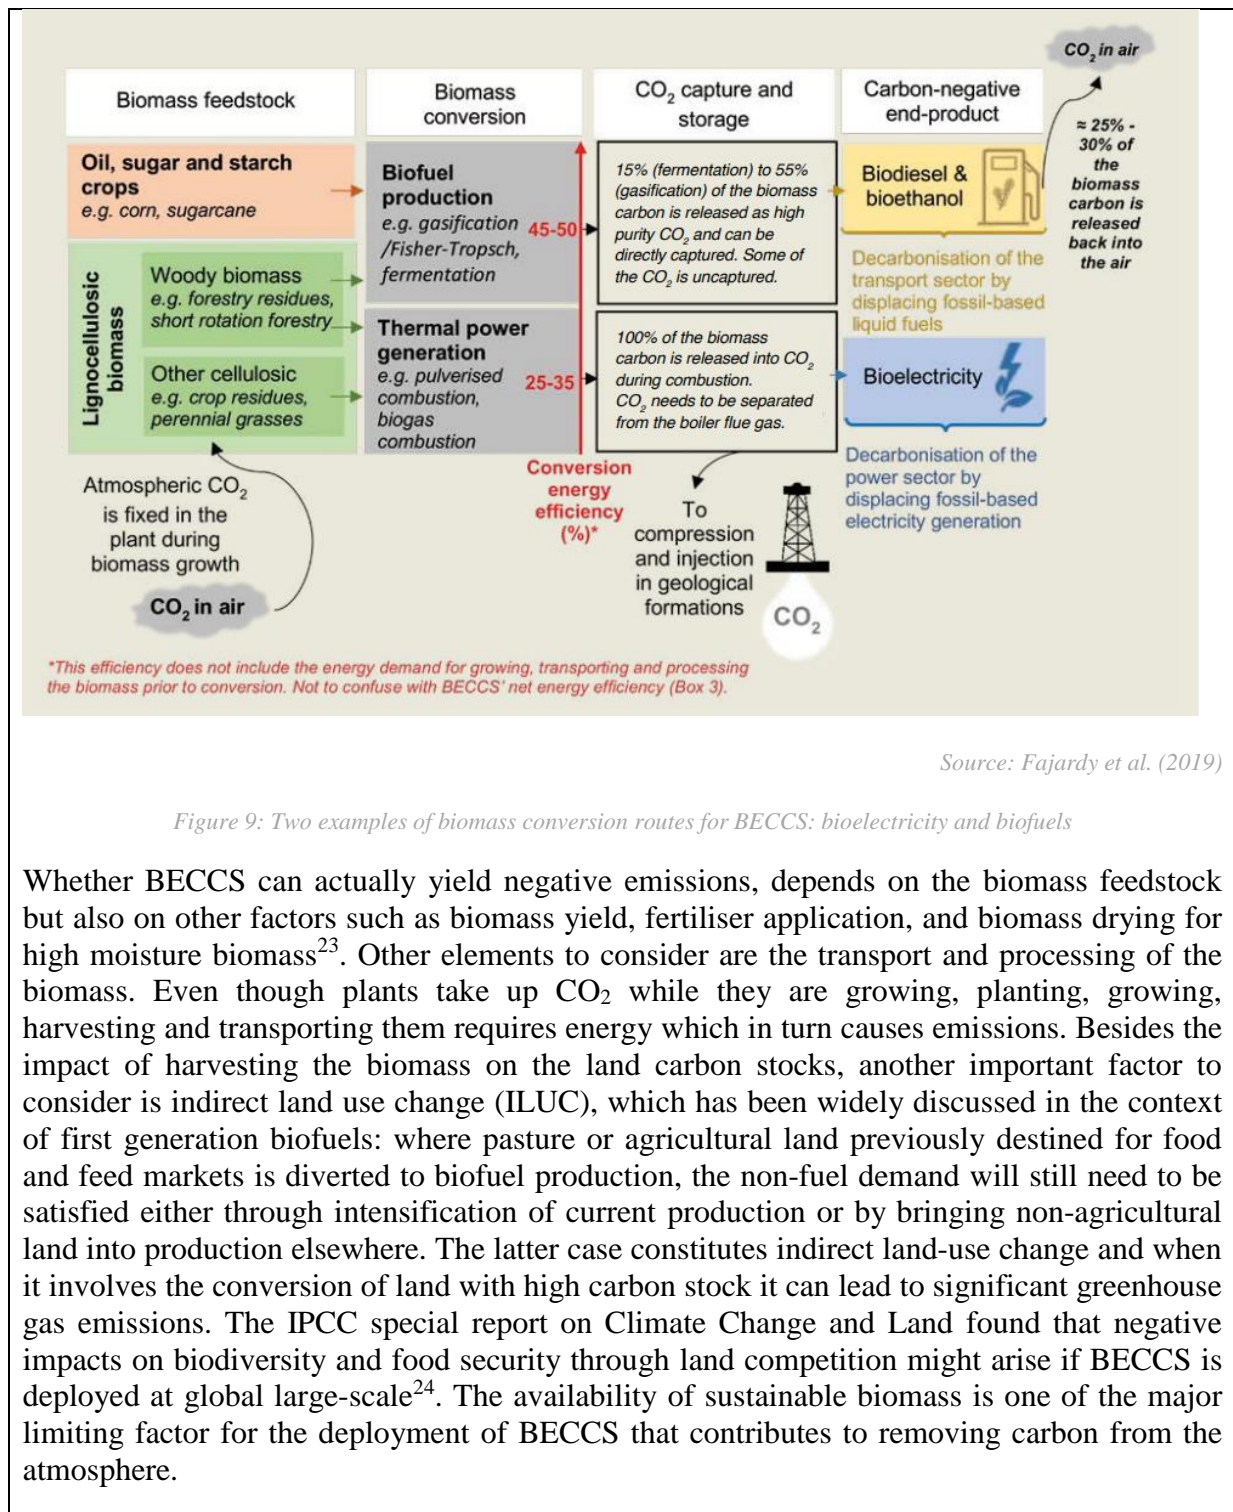 CO2 in air
Biomass feedstock
Biomass
conversion
CO2 capture and
storage
Carbon-negative
end-product
≈ 25% -
30% of
the
biomass
carbon is
released
back into
the air
Oil, sugar and starch
crops
e.g. corn, sugarcane
Lignocellulosic
biomass
Woody biomass
e.g. forestry residues,
short rotation forestry
Other cellulosic
e.g. crop residues,
perennial grasses
Biofuel
production
e.g. gasification
/Fisher-Tropsch,
fermentation
45-50
Thermal power
generation
e.g. pulverised
combustion,
biogas
combustion
25-35
15% (fermentation) to 55%
(gasification) of the biomass
carbon is released as high
purity CO2 and can be
directly captured. Some of
the CO2 is uncaptured.
100% of the biomass
carbon is released into CO2
during combustion.
CO2 needs to be separated
from the boiler flue gas.
Biodiesel &
bioethanol
Decarbonisation of the
transport sector by
displacing fossil-based
liquid fuels
Bioelectricity
Decarbonisation of the
power sector by
displacing fossil-based
electricity generation
Atmospheric CO2
is fixed in the
plant during
biomass growth
CO2 in air
Conversion
energy
efficiency
(%)*
To
compression
and injection
in geological
formations
CO2
*This efficiency does not include the energy demand for growing, transporting and processing
the biomass prior to conversion. Not to confuse with BECCS' net energy efficiency (Box 3).
Source: Fajardy et al. (2019)
Figure 9: Two examples of biomass conversion routes for BECCS: bioelectricity and biofuels
Whether BECCS can actually yield negative emissions, depends on the biomass feedstock
but also on other factors such as biomass yield, fertiliser application, and biomass drying for
high moisture biomass23. Other elements to consider are the transport and processing of the
biomass. Even though plants take up CO2 while they are growing, planting, growing,
harvesting and transporting them requires energy which in turn causes emissions. Besides the
impact of harvesting the biomass on the land carbon stocks, another important factor to
consider is indirect land use change (ILUC), which has been widely discussed in the context
of first generation biofuels: where pasture or agricultural land previously destined for food
and feed markets is diverted to biofuel production, the non-fuel demand will still need to be
satisfied either through intensification of current production or by bringing non-agricultural
land into production elsewhere. The latter case constitutes indirect land-use change and when
it involves the conversion of land with high carbon stock it can lead to significant greenhouse
gas emissions. The IPCC special report on Climate Change and Land found that negative
impacts on biodiversity and food security through land competition might arise if BECCS is
deployed at global large-scale24. The availability of sustainable biomass is one of the major
limiting factor for the deployment of BECCS that contributes to removing carbon from the
atmosphere.